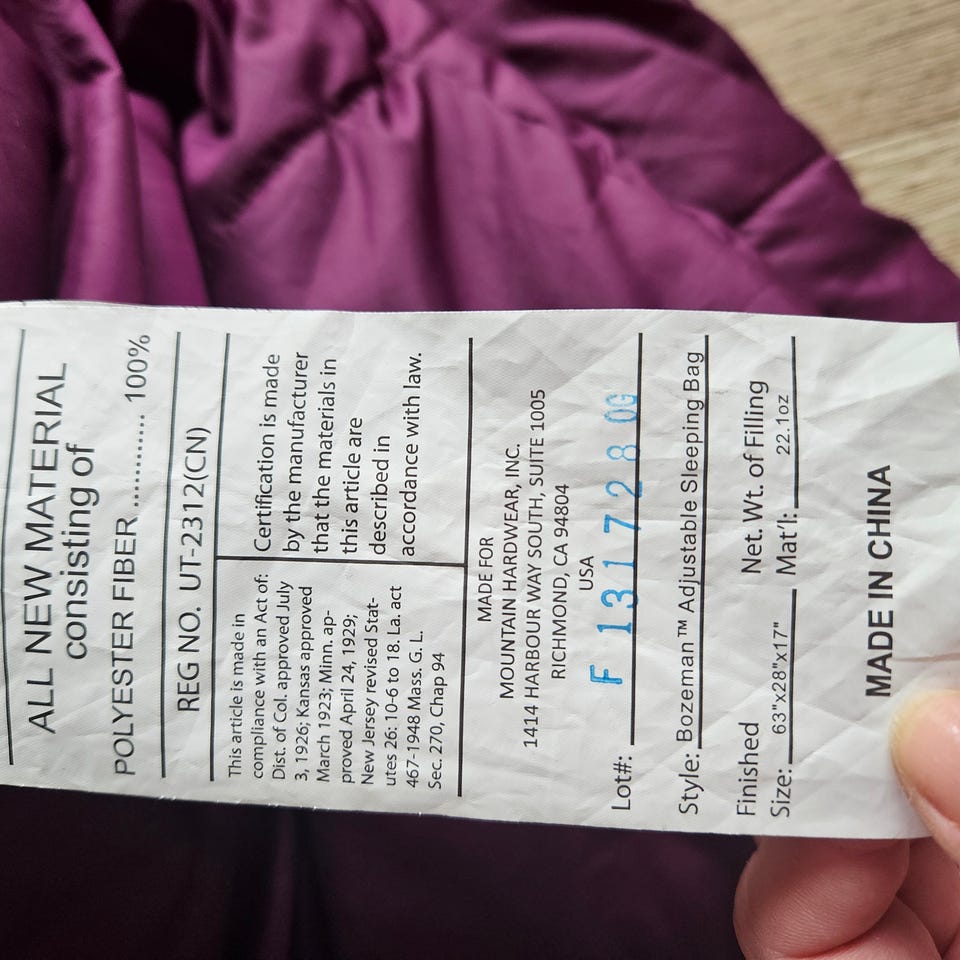 ALL NEW MATERIAL
consisting of
POLYESTER FIBER ............ 100%
REG NO. UT-2312(CN)
This article is made in
compliance with an Act of:
Dist. of Col. approved July
3, 1926; Kansas approved
March 1923; Minn. ap-
proved April 24, 1929;
New Jersey revised Stat-
utes 26: 10–6 to 18. La. act
467-1948 Mass. G. L.
Sec. 270, Chap 94
Certification is made
by the manufacturer
that the materials in
this article are
described in
accordance with law.
MADE FOR
MOUNTAIN HARDWEAR, INC.
1414 HARBOUR WAY SOUTH, SUITE 1005
RICHMOND, CA 94804
USA
Lot#: F 131728 0G
Style: Bozeman ™ Adjustable Sleeping Bag
Finished
Size: 63"x28"x17"
Net. Wt. of Filling
Mat'l: 22.1oz
MADE IN CHINA